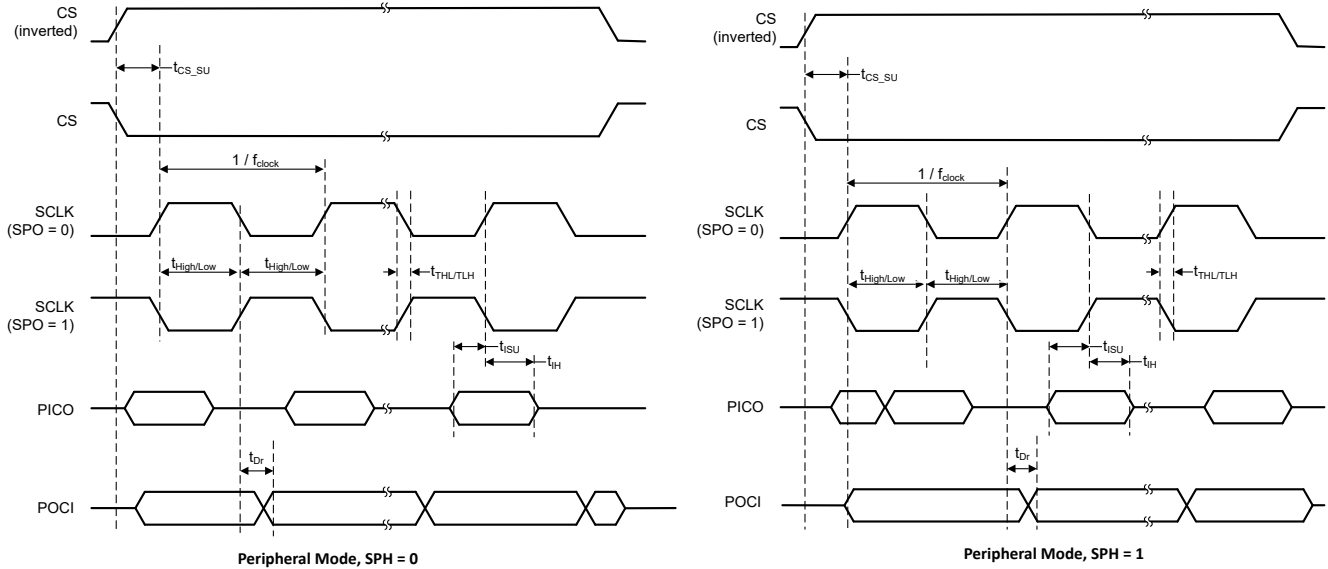 CS
(inverted)
tCS_SU
CS
1 / fclock
SCLK
(SPO = 0)
tHigh/Low
tHigh/Low
tTHL/TLH
SCLK
(SPO = 1)
tISU
tIH
PICO
tDr
POCI
Peripheral Mode, SPH = 0
CS
(inverted)
tCS_SU
CS
1 / fclock
SCLK
(SPO = 0)
tHigh/Low
tHigh/Low
tTHL/TLH
SCLK
(SPO = 1)
tISU
tIH
PICO
tDr
POCI
Peripheral Mode, SPH = 1